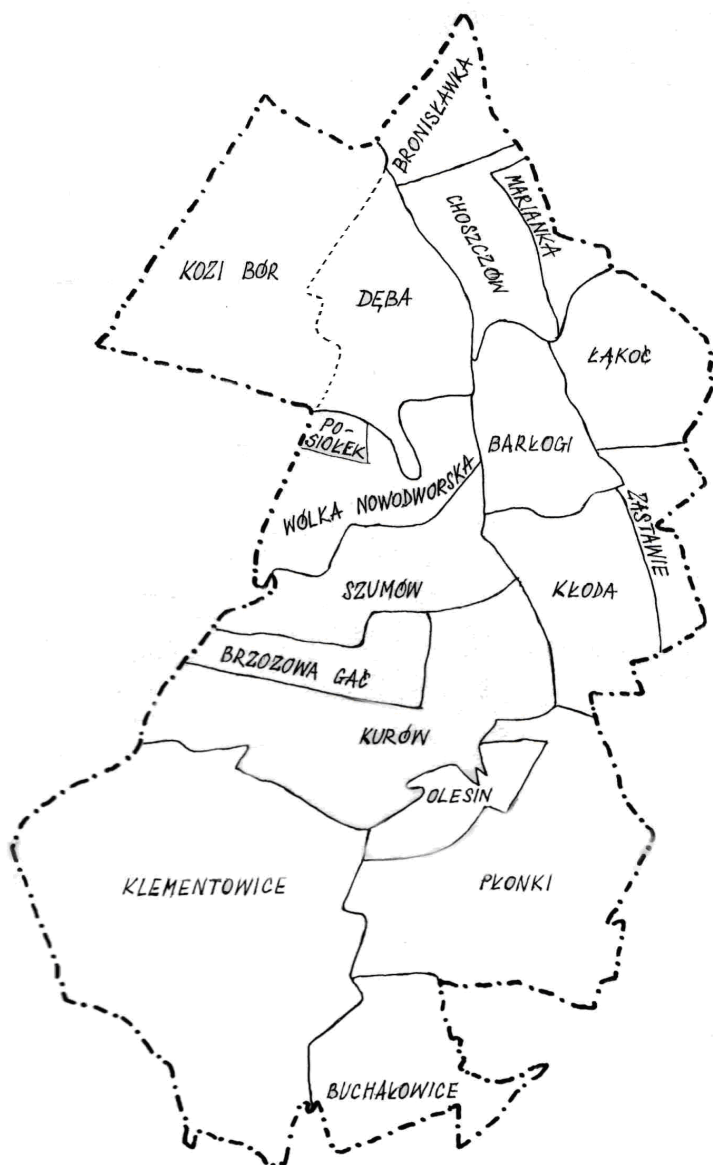 BRONISŁAWKA
MARIANKA
CHOSZCZÓW
KOZI BÓR
DĘBA
ŁĄKOĆ
PO-
SIOŁEK
BARŁOGI
WÓLKA NOWODWORSKA
ZASTAWIE
SZUMÓW
KŁODA
BRZOZOWA GAĆ
KURÓW
OLESIN
KLEMENTOWICE
PŁONKI
BUCHAŁOWICE